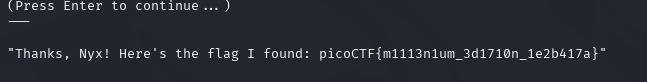 (Press Enter to continue...)
---
"Thanks, Nyx! Here's the flag I found: picoCTF{m1113n1um_3d1710n_1e2b417a}"